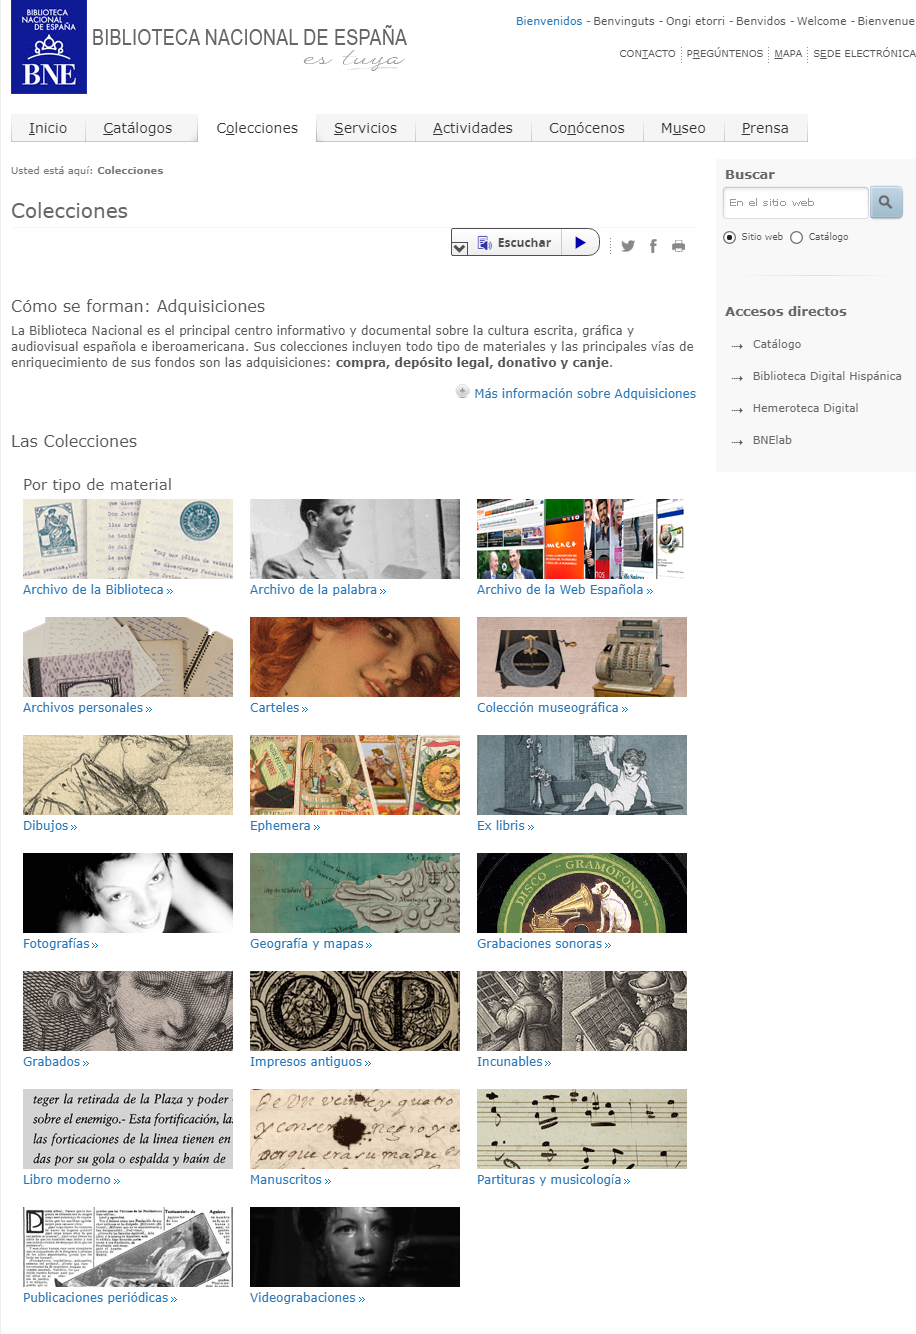 BIBLIOTECA
NACIONAL
DE ESPAÑA
BNE
BIBLIOTECA NACIONAL DE ESPAÑA
es tuya
Bienvenidos - Benvinguts - Ongi etorri - Benvidos - Welcome - Bienvenue
CONTACTO PREGÚNTENOS MAPA SEDE ELECTRÓNICA
Inicio Catálogos Colecciones Servicios Actividades Conócenos Museo Prensa
Usted está aquí: Colecciones
Colecciones
Escuchar
Buscar
En el sitio web
Sitio web Catálogo
Accesos directos
Catálogo
Biblioteca Digital Hispánica
Hemeroteca Digital
BNElab
Cómo se forman: Adquisiciones
La Biblioteca Nacional es el principal centro informativo y documental sobre la cultura escrita, gráfica y
audiovisual española e iberoamericana. Sus colecciones incluyen todo tipo de materiales y las principales vías de
enriquecimiento de sus fondos son las adquisiciones: compra, depósito legal, donativo y canje.
Más información sobre Adquisiciones
Las Colecciones
Por tipo de material
Archivo de la Biblioteca »
Archivo de la palabra »
Archivo de la Web Española »
Archivos personales »
Carteles »
Colección museográfica »
Dibujos »
Ephemera »
Ex libris »
Fotografías »
Geografía y mapas »
DISCO "GRAMÓFONO"
Grabaciones sonoras »
Grabados »
O P
Impresos antiguos »
Incunables »
teger la retirada de la Plaza y poder
sobre el enemigo.- Esta fortificación, las
las forticaciones de la linea tienen en
das por su gola o espalda y haún de
Libro moderno »
Manuscritos »
Partituras y musicología »
Publicaciones periódicas »
Videograbaciones »